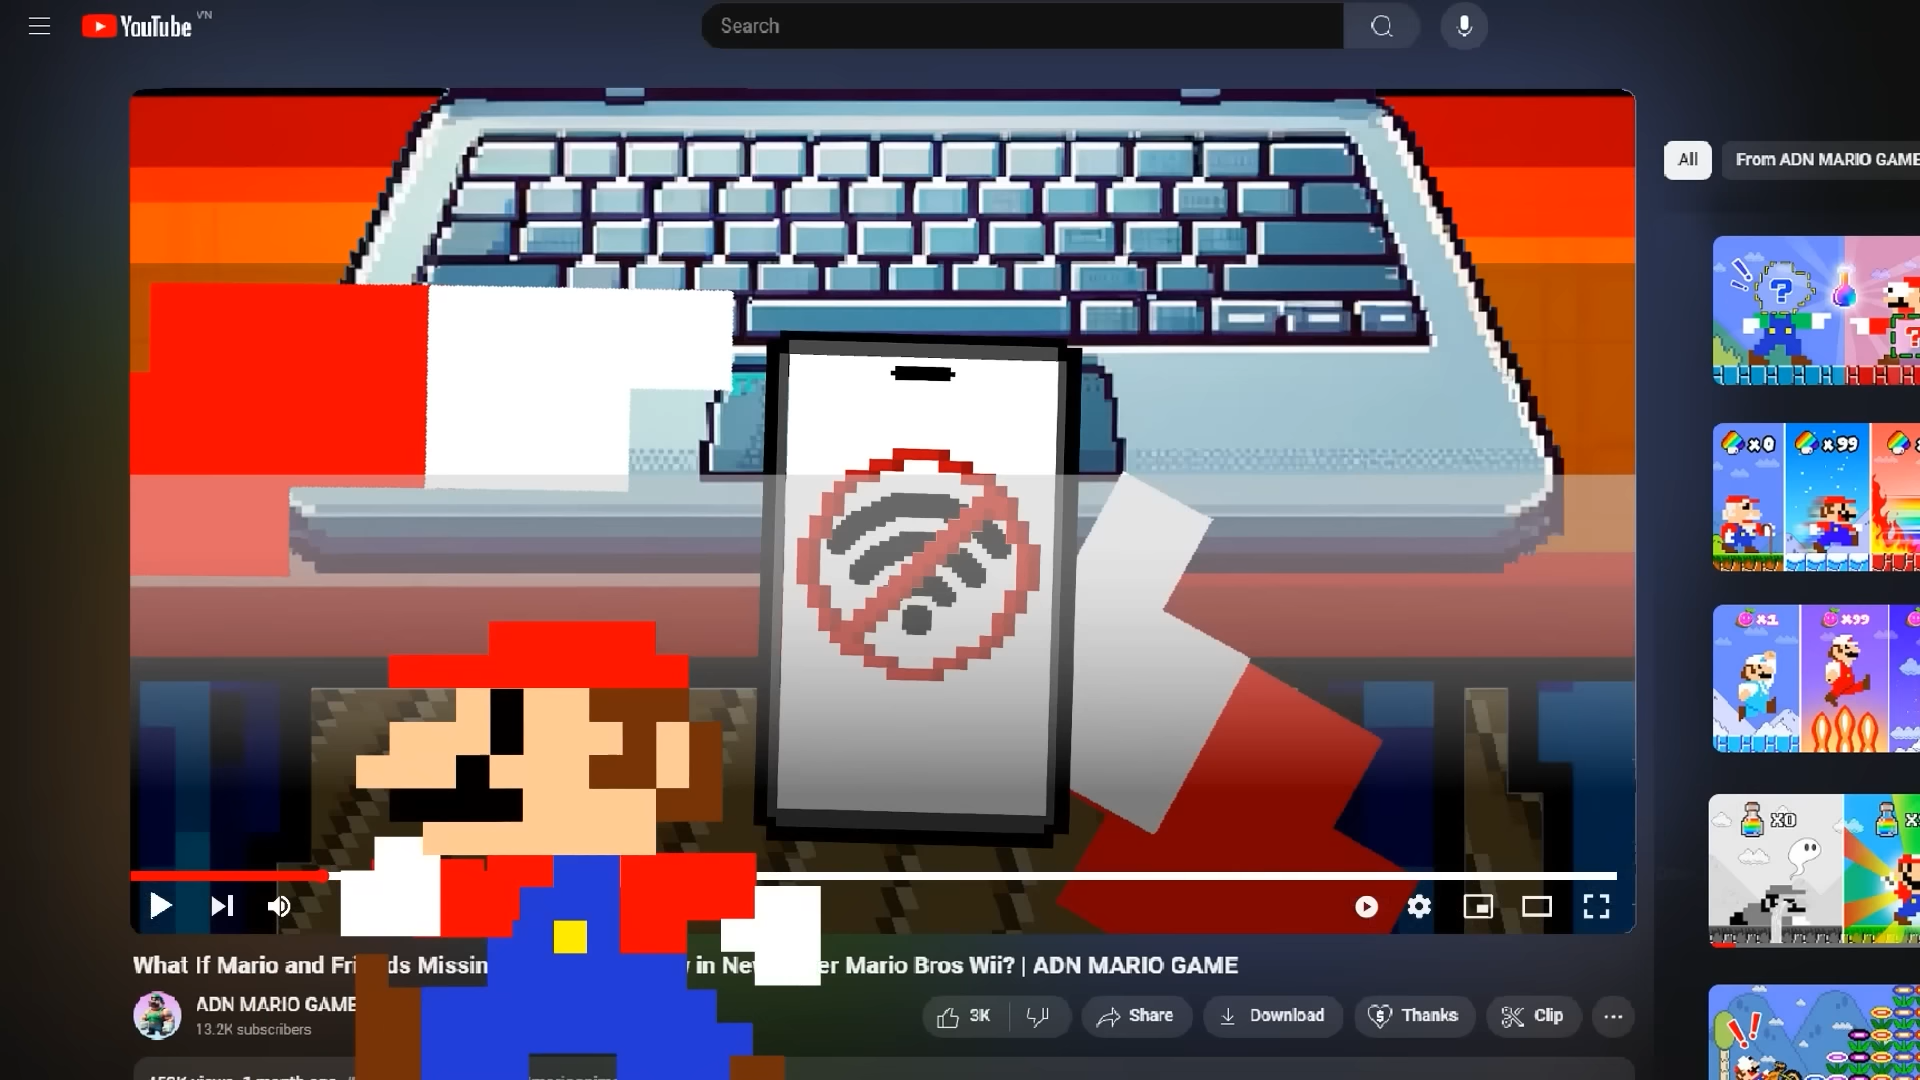 YouTube VN
Search
All
From ADN MARIO GAME
x0
x99
x1
x99
X0
What If Mario and Fri ds Missin in Ne er Mario Bros Wii? | ADN MARIO GAME
ADN MARIO GAME
13.2K subscribers
3K
Share
Download
Thanks
Clip